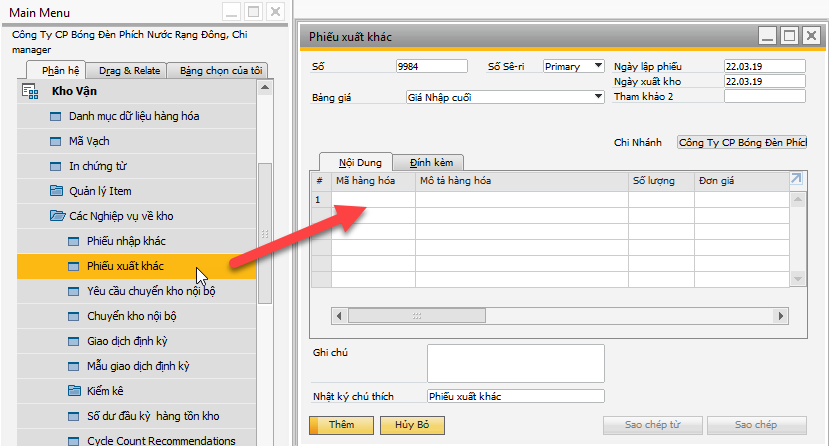 Main Menu
Công Ty CP Bóng Đèn Phích Nước Rạng Đông, Chi
manager
Phân hệ
Drag & Relate
Bảng chọn của tôi
Kho Vận
Danh mục dữ liệu hàng hóa
Mã Vạch
In chứng từ
Quản lý Item
Các Nghiệp vụ về kho
Phiếu nhập khác
Phiếu xuất khác
Yêu cầu chuyển kho nội bộ
Chuyển kho nội bộ
Giao dịch định kỳ
Mẫu giao dịch định kỳ
Kiểm kê
Số dư đầu kỳ hàng tồn kho
Cycle Count Recommendations
Phiếu xuất khác
Số 9984 Số Sê-ri Primary Ngày lập phiếu 22.03.19
Ngày xuất kho 22.03.19
Bảng giá Giá Nhập cuối Tham khảo 2
Chi Nhánh Công Ty CP Bóng Đèn Phích
Nội Dung Đính kèm
# Mã hàng hóa Mô tả hàng hóa Số lượng Đơn giá
1
Ghi chú
Nhật ký chú thích Phiếu xuất khác
Thêm Hủy Bỏ Sao chép từ Sao chép